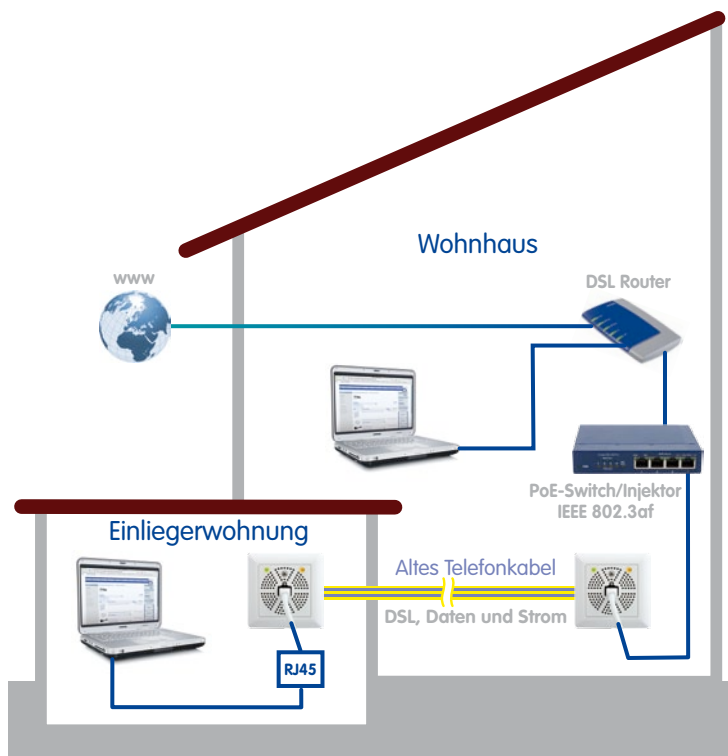 Wohnhaus
www
DSL Router
PoE-Switch/Injektor
IEEE 802.3af
Einliegerwohnung
Altes Telefonkabel
DSL, Daten und Strom
RJ45